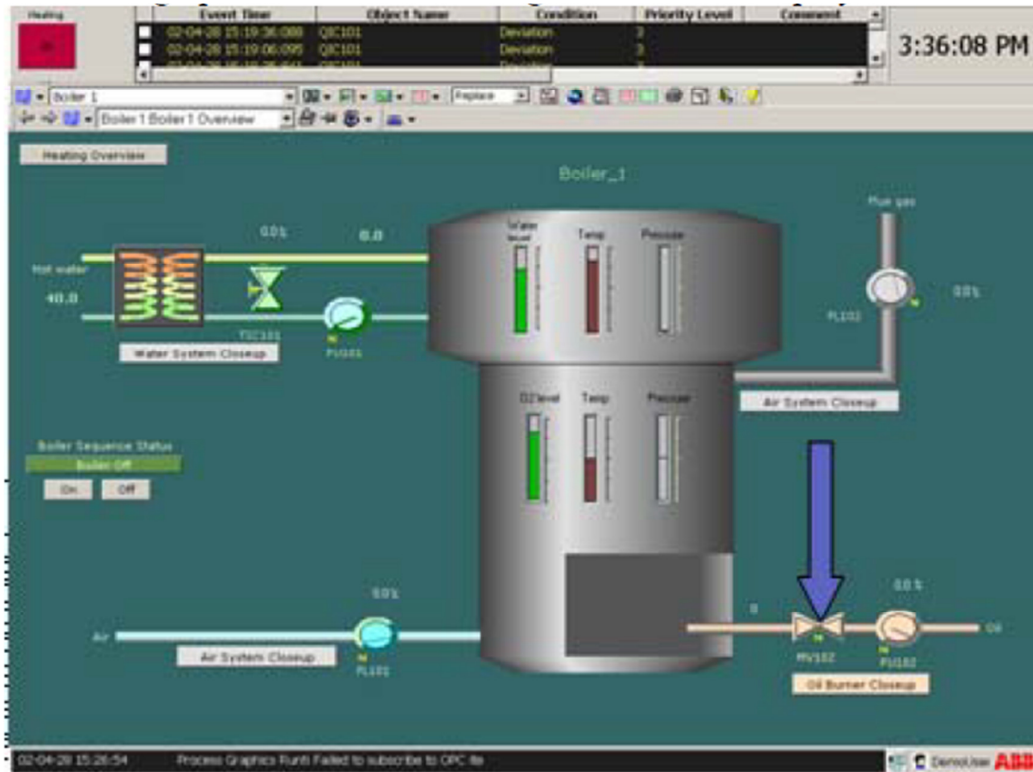 Heating
Event Time Object Name Condition Priority Level Comment
02-04-28 15:19:36:088 QIC101 Deviation 3
02-04-28 15:19:06:095 QIC101 Deviation 3
3:36:08 PM
Boiler 1
Replace
Boiler 1 Boiler 1 Overview
Heating Overview
Boiler_1
Flue gas
Water level Temp Pressure
0.0 % 0.0
Hot water
40.0
FL102
0.0 %
TIC101
PU101
Water System Closeup
O2 level Temp Pressure
Air System Closeup
Boiler Sequence Status
Boiler Off
On Off
0.0 %
0.0 %
0
Air
Oil
MV102
PU102
Air System Closeup
FL101
Oil Burner Closeup
02-04-28 15:26:54 Process Graphics Runti Failed to subscribe to OPC ite
DemoUser ABB